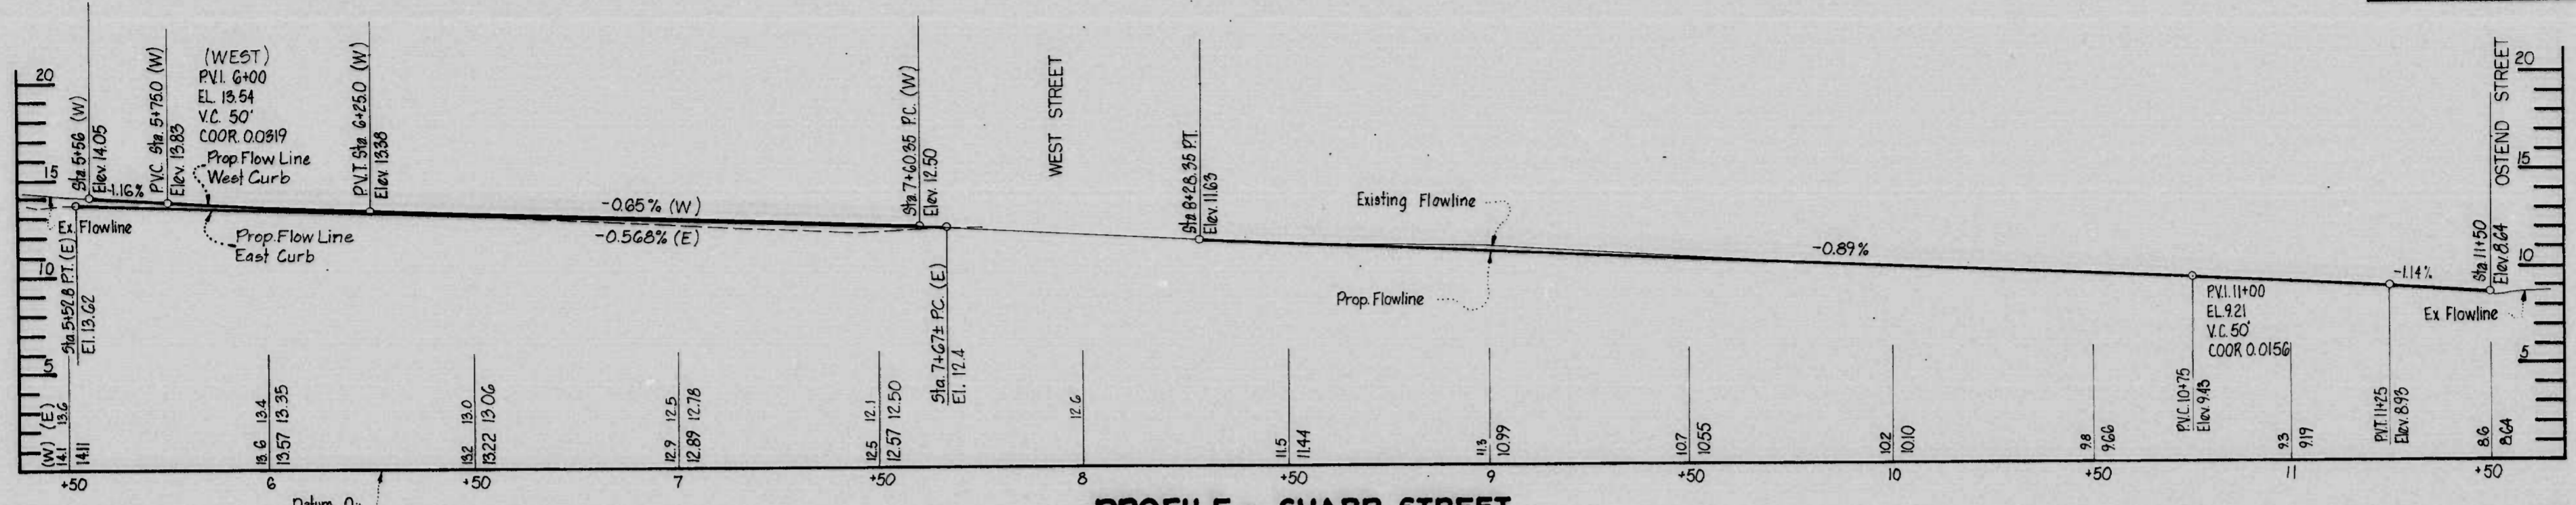 20
15
10
5
(W) (E)
Sta. 5+56 (W)
Elev. 14.05
-1.16%
P.V.C. Sta. 5+75.0 (W)
Elev. 13.83
(WEST)
P.V.I. 6+00
EL. 13.54
V.C. 50'
COOR. 0.0319
Prop. Flow Line
West Curb
P.V.T. Sta. 6+25.0 (W)
Elev. 13.38
Ex. Flowline
Sta. 5+52.8 P.T. (E)
El. 13.62
Prop. Flow Line
East Curb
-0.65% (W)
-0.568% (E)
Sta. 7+60.35 P.C. (W)
Elev. 12.50
Sta. 7+67± P.C. (E)
El. 12.4
WEST STREET
Sta. 8+28.35 P.T.
Elev. 11.63
Existing Flowline
Prop. Flowline
-0.89%
P.V.I. 11+00
EL. 9.21
V.C. 50'
COOR 0.0156
P.V.C. 10+75
Elev. 9.43
P.V.T. 11+25
Elev. 8.93
-1.14%
Sta. 11+50
Elev. 8.64
OSTEND STREET
Ex Flowline
20
15
10
5
14.1 13.6
14.11
13.6 13.4
13.57 13.35
13.2 13.0
13.22 13.06
12.9 12.5
12.89 12.78
12.5 12.1
12.57 12.50
12.6
11.5
11.44
11.3
10.99
10.7
10.55
10.2
10.10
9.8
9.66
9.3
9.19
8.6
8.64
+50 6 +50 7 +50 8 +50 9 +50 10 +50 11 +50
Datum
PROFILE - SHARP STREET